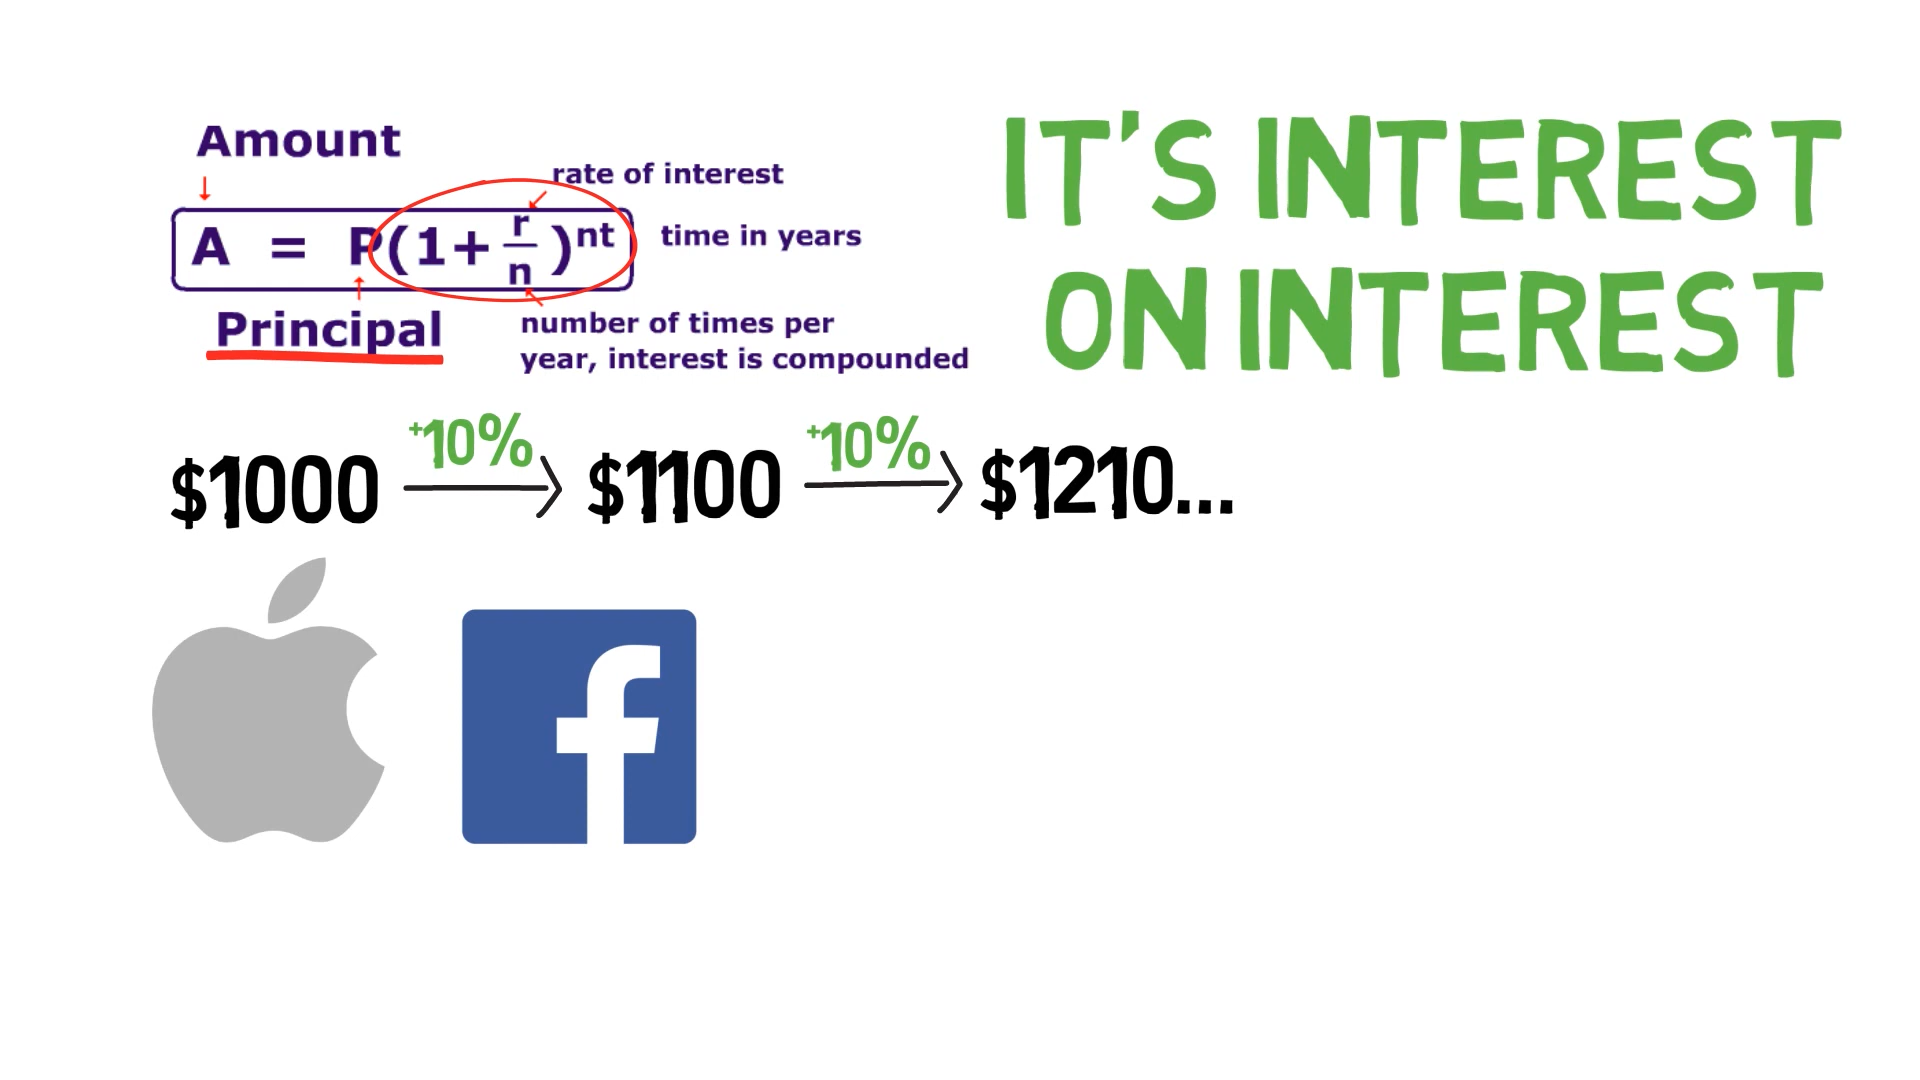 Amount
rate of interest
A = P(1+r/n)^nt
time in years
Principal
number of times per
year, interest is compounded
IT'S INTEREST
ON INTEREST
$1000 +10% $1100 +10% $1210...
f